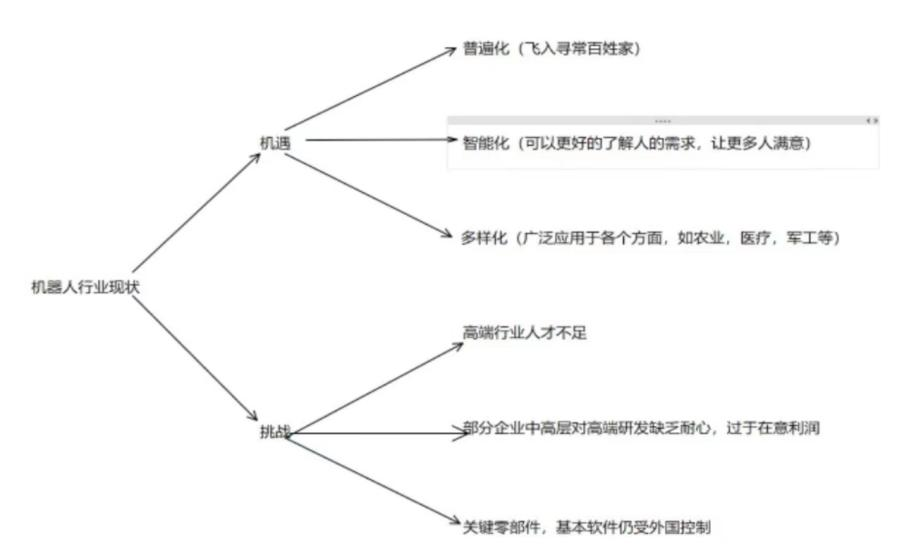 普遍化（飞入寻常百姓家）
机遇
智能化（可以更好的了解人的需求，让更多人满意）
多样化（广泛应用于各个方面，如农业，医疗，军工等）
机器人行业现状
高端行业人才不足
挑战
部分企业中高层对高端研发缺乏耐心，过于在意利润
关键零部件，基本软件仍受外国控制